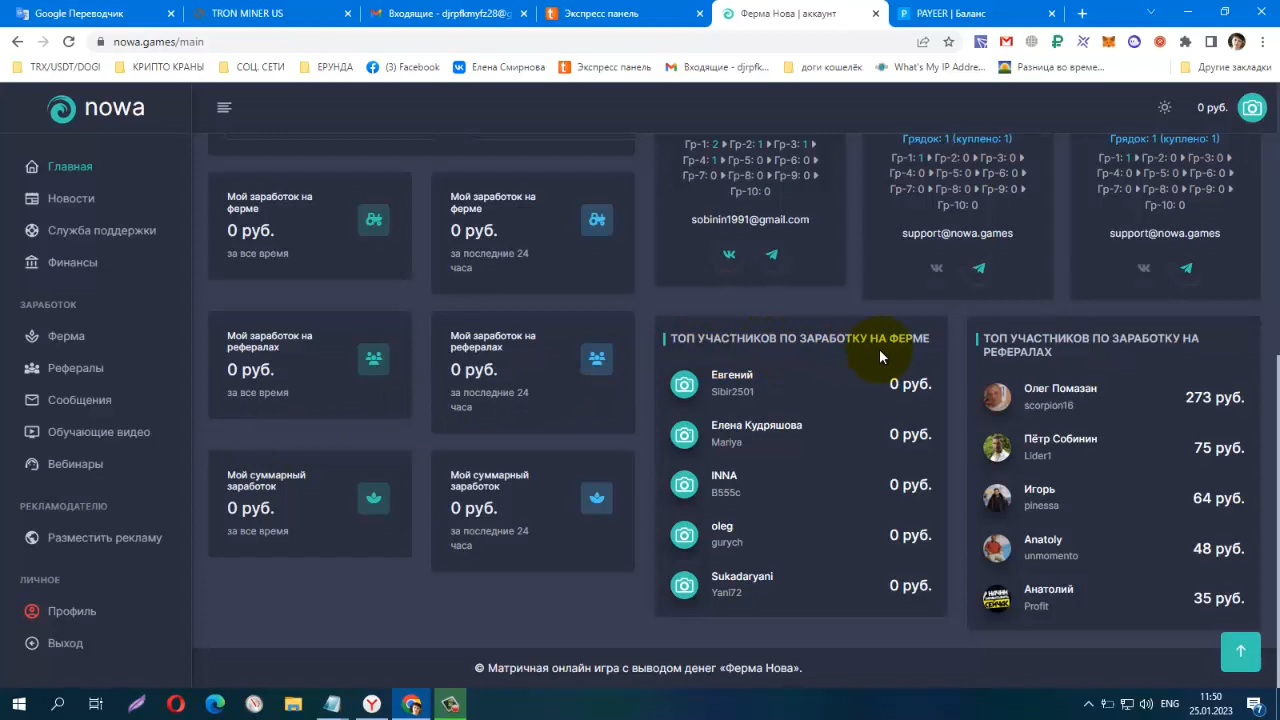 Google Переводчик
TRON MINER US
Входящие - djrpfkmyfz28@g
Экспресс панель
Ферма Нова | аккаунт
PAYEER | Баланс
nowa.games/main
TRX/USDT/DOGI
КРИПТО КРАНЫ
СОЦ. СЕТИ
ЕРУНДА
(3) Facebook
Елена Смирнова
Экспресс панель
Входящие - djrpfk...
доги кошелёк
What's My IP Addre...
Разница во време...
Другие закладки
nowa
0 руб.
Главная
Новости
Служба поддержки
Финансы
ЗАРАБОТОК
Ферма
Рефералы
Сообщения
Обучающие видео
Вебинары
РЕКЛАМОДАТЕЛЮ
Разместить рекламу
ЛИЧНОЕ
Профиль
Выход
Мой заработок на
ферме
0 руб.
за все время
Мой заработок на
ферме
0 руб.
за последние 24
часа
Мой заработок на
рефералах
0 руб.
за все время
Мой заработок на
рефералах
0 руб.
за последние 24
часа
Мой суммарный
заработок
0 руб.
за все время
Мой суммарный
заработок
0 руб.
за последние 24
часа
Гр-1: 2 Гр-2: 1 Гр-3: 1
Гр-4: 1 Гр-5: 0 Гр-6: 0
Гр-7: 0 Гр-8: 0 Гр-9: 0
Гр-10: 0
sobinin1991@gmail.com
Грядок: 1 (куплено: 1)
Гр-1: 1 Гр-2: 0 Гр-3: 0
Гр-4: 0 Гр-5: 0 Гр-6: 0
Гр-7: 0 Гр-8: 0 Гр-9: 0
Гр-10: 0
support@nowa.games
Грядок: 1 (куплено: 1)
Гр-1: 1 Гр-2: 0 Гр-3: 0
Гр-4: 0 Гр-5: 0 Гр-6: 0
Гр-7: 0 Гр-8: 0 Гр-9: 0
Гр-10: 0
support@nowa.games
ТОП УЧАСТНИКОВ ПО ЗАРАБОТКУ НА ФЕРМЕ
Евгений
SIbir2501
0 руб.
Елена Кудряшова
Mariya
0 руб.
INNA
B555c
0 руб.
oleg
gurych
0 руб.
Sukadaryani
Yani72
0 руб.
ТОП УЧАСТНИКОВ ПО ЗАРАБОТКУ НА
РЕФЕРАЛАХ
Олег Помазан
scorpion16
273 руб.
Пётр Собинин
Lider1
75 руб.
Игорь
pinessa
64 руб.
Anatoly
unmomento
48 руб.
Анатолий
Profit
35 руб.
© Матричная онлайн игра с выводом денег «Ферма Нова».
ENG
11:50
25.01.2023